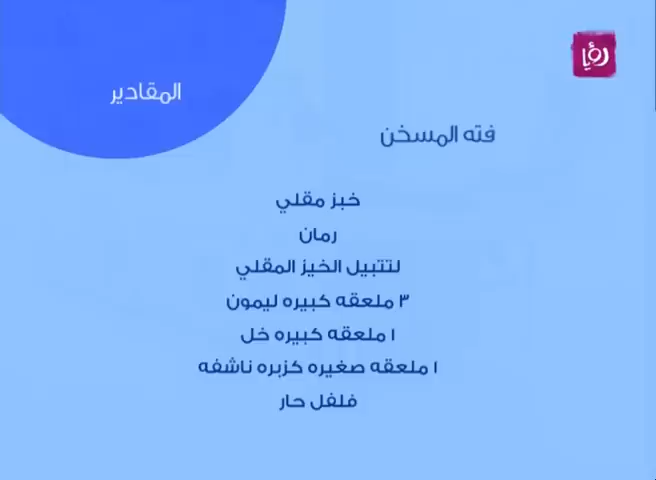 رؤيا
المقادير
فته المسخن
خبز مقلي
رمان
لتتبيل الخيز المقلي
٣ ملعقه كبيره ليمون
١ ملعقه كبيره خل
١ ملعقه صغيره كزبره ناشفه
فلفل حار